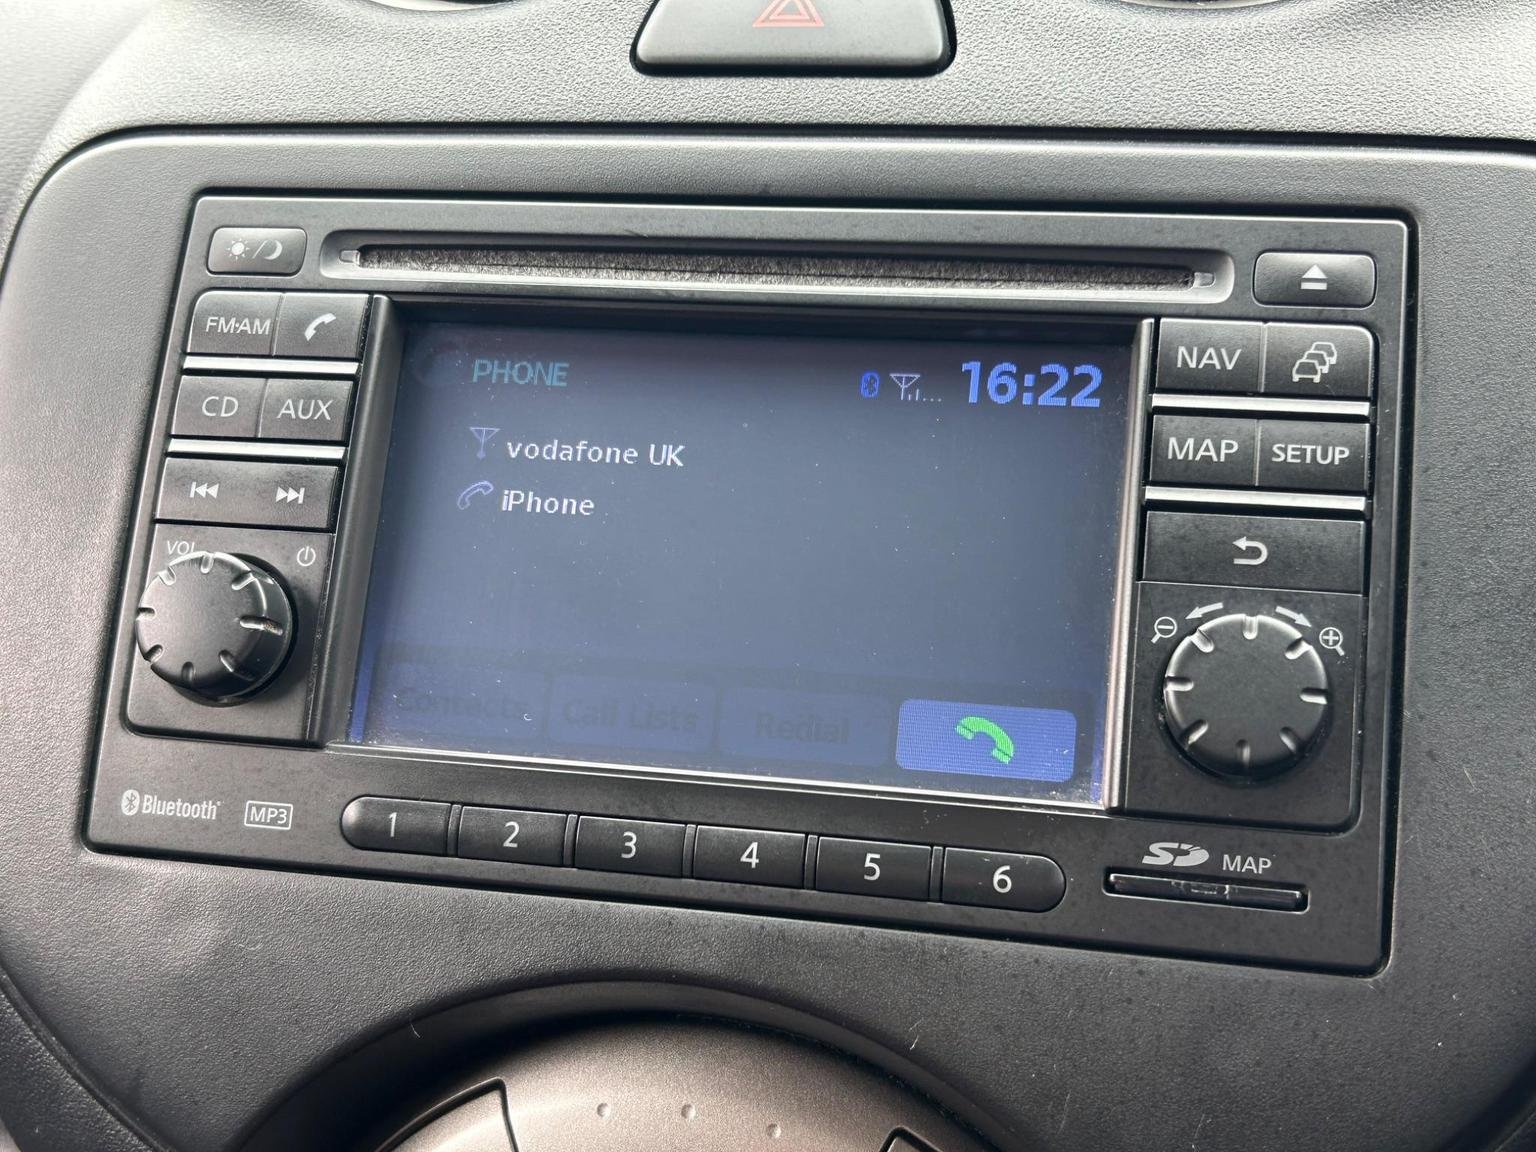 FM·AM
CD
AUX
VOL
PHONE
16:22
vodafone UK
iPhone
Contacts
Call Lists
Redial
NAV
MAP
SETUP
Bluetooth
MP3
1
2
3
4
5
6
SD MAP